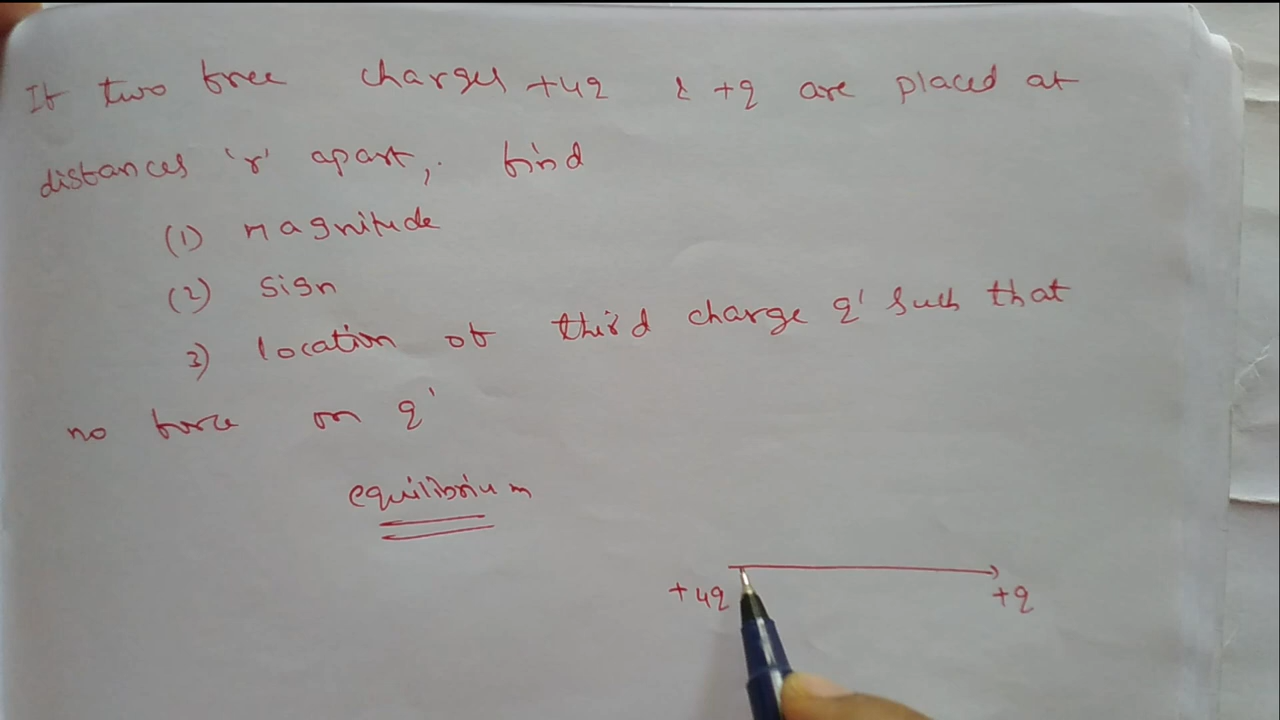 If two free charges +4q & +q are placed at
distances 'r' apart, find
(1) Magnitude
(2) Sign
3) location of third charge q' such that
no force on q'
equilibrium
+4q +q